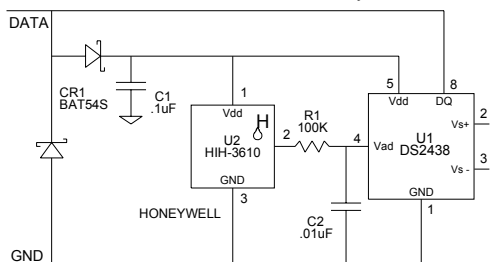 DATA
CR1
BAT54S
C1
.1uF
1
Vdd
H
U2
HIH-3610
GND
3
HONEYWELL
2
R1
100K
4
C2
.01uF
5
Vdd
8
DQ
Vad
U1
DS2438
Vs+
2
Vs -
3
GND
1
GND